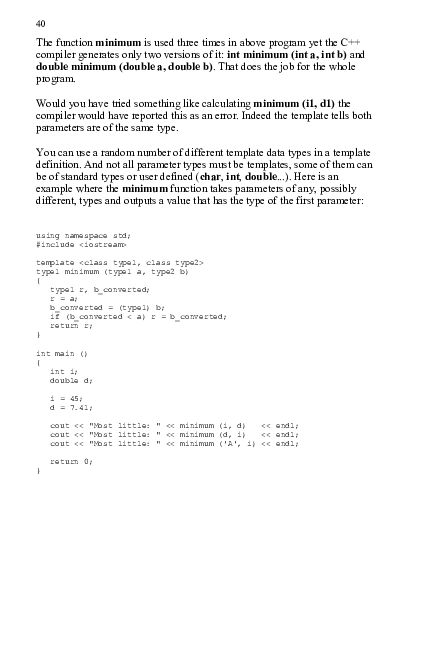 40
The function minimum is used three times in above program yet the C++
compiler generates only two versions of it: int minimum (int a, int b) and
double minimum (double a, double b). That does the job for the whole
program.
Would you have tried something like calculating minimum (i1, d1) the
compiler would have reported this as an error. Indeed the template tells both
parameters are of the same type.
You can use a random number of different template data types in a template
definition. And not all parameter types must be templates, some of them can
be of standard types or user defined (char, int, double...). Here is an
example where the minimum function takes parameters of any, possibly
different, types and outputs a value that has the type of the first parameter:
using namespace std;
#include <iostream>
template <class type1, class type2>
type1 minimum (type1 a, type2 b)
{
   type1 r, b_converted;
   r = a;
   b_converted = (type1) b;
   if (b_converted < a) r = b_converted;
   return r;
}
int main ()
{
   int i;
   double d;
   i = 45;
   d = 7.41;
   cout << "Most little: " << minimum (i, d)   << endl;
   cout << "Most little: " << minimum (d, i)   << endl;
   cout << "Most little: " << minimum ('A', i) << endl;
   return 0;
}